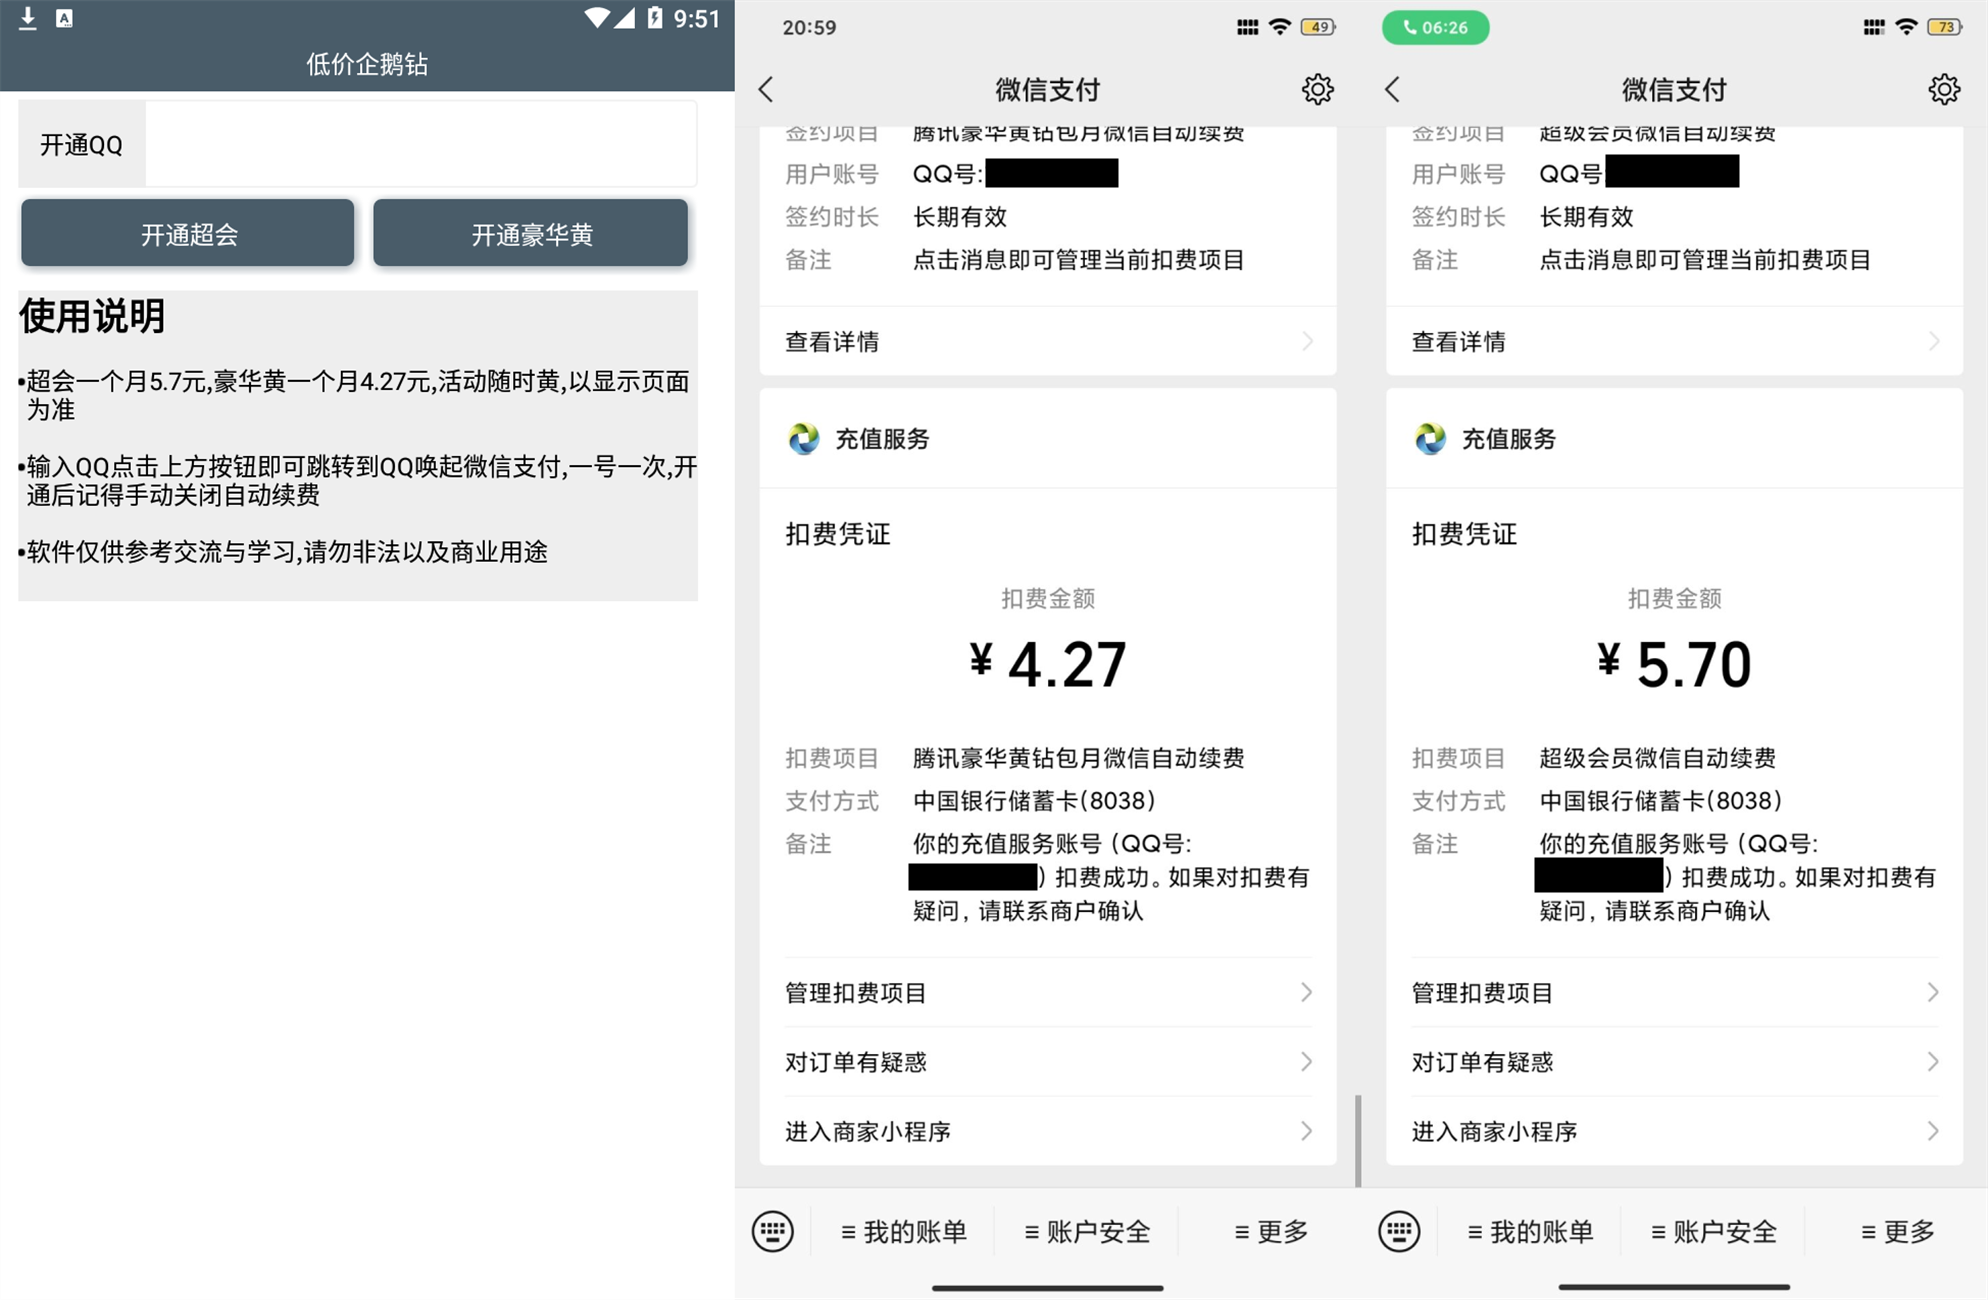 9:51
低价企鹅钻
开通QQ
开通超会
开通豪华黄
使用说明
•超会一个月5.7元,豪华黄一个月4.27元,活动随时黄,以显示页面
为准
•输入QQ点击上方按钮即可跳转到QQ唤起微信支付,一号一次,开
通后记得手动关闭自动续费
•软件仅供参考交流与学习,请勿非法以及商业用途
20:59
49
微信支付
签约项目 腾讯豪华黄钻包月微信自动续费
用户账号 QQ号:
签约时长 长期有效
备注 点击消息即可管理当前扣费项目
查看详情
充值服务
扣费凭证
扣费金额
¥4.27
扣费项目 腾讯豪华黄钻包月微信自动续费
支付方式 中国银行储蓄卡(8038)
备注 你的充值服务账号（QQ号:
）扣费成功。如果对扣费有
疑问，请联系商户确认
管理扣费项目
对订单有疑惑
进入商家小程序
我的账单 账户安全 更多
06:26
73
微信支付
签约项目 超级会员微信自动续费
用户账号 QQ号
签约时长 长期有效
备注 点击消息即可管理当前扣费项目
查看详情
充值服务
扣费凭证
扣费金额
¥5.70
扣费项目 超级会员微信自动续费
支付方式 中国银行储蓄卡(8038)
备注 你的充值服务账号（QQ号:
）扣费成功。如果对扣费有
疑问，请联系商户确认
管理扣费项目
对订单有疑惑
进入商家小程序
我的账单 账户安全 更多